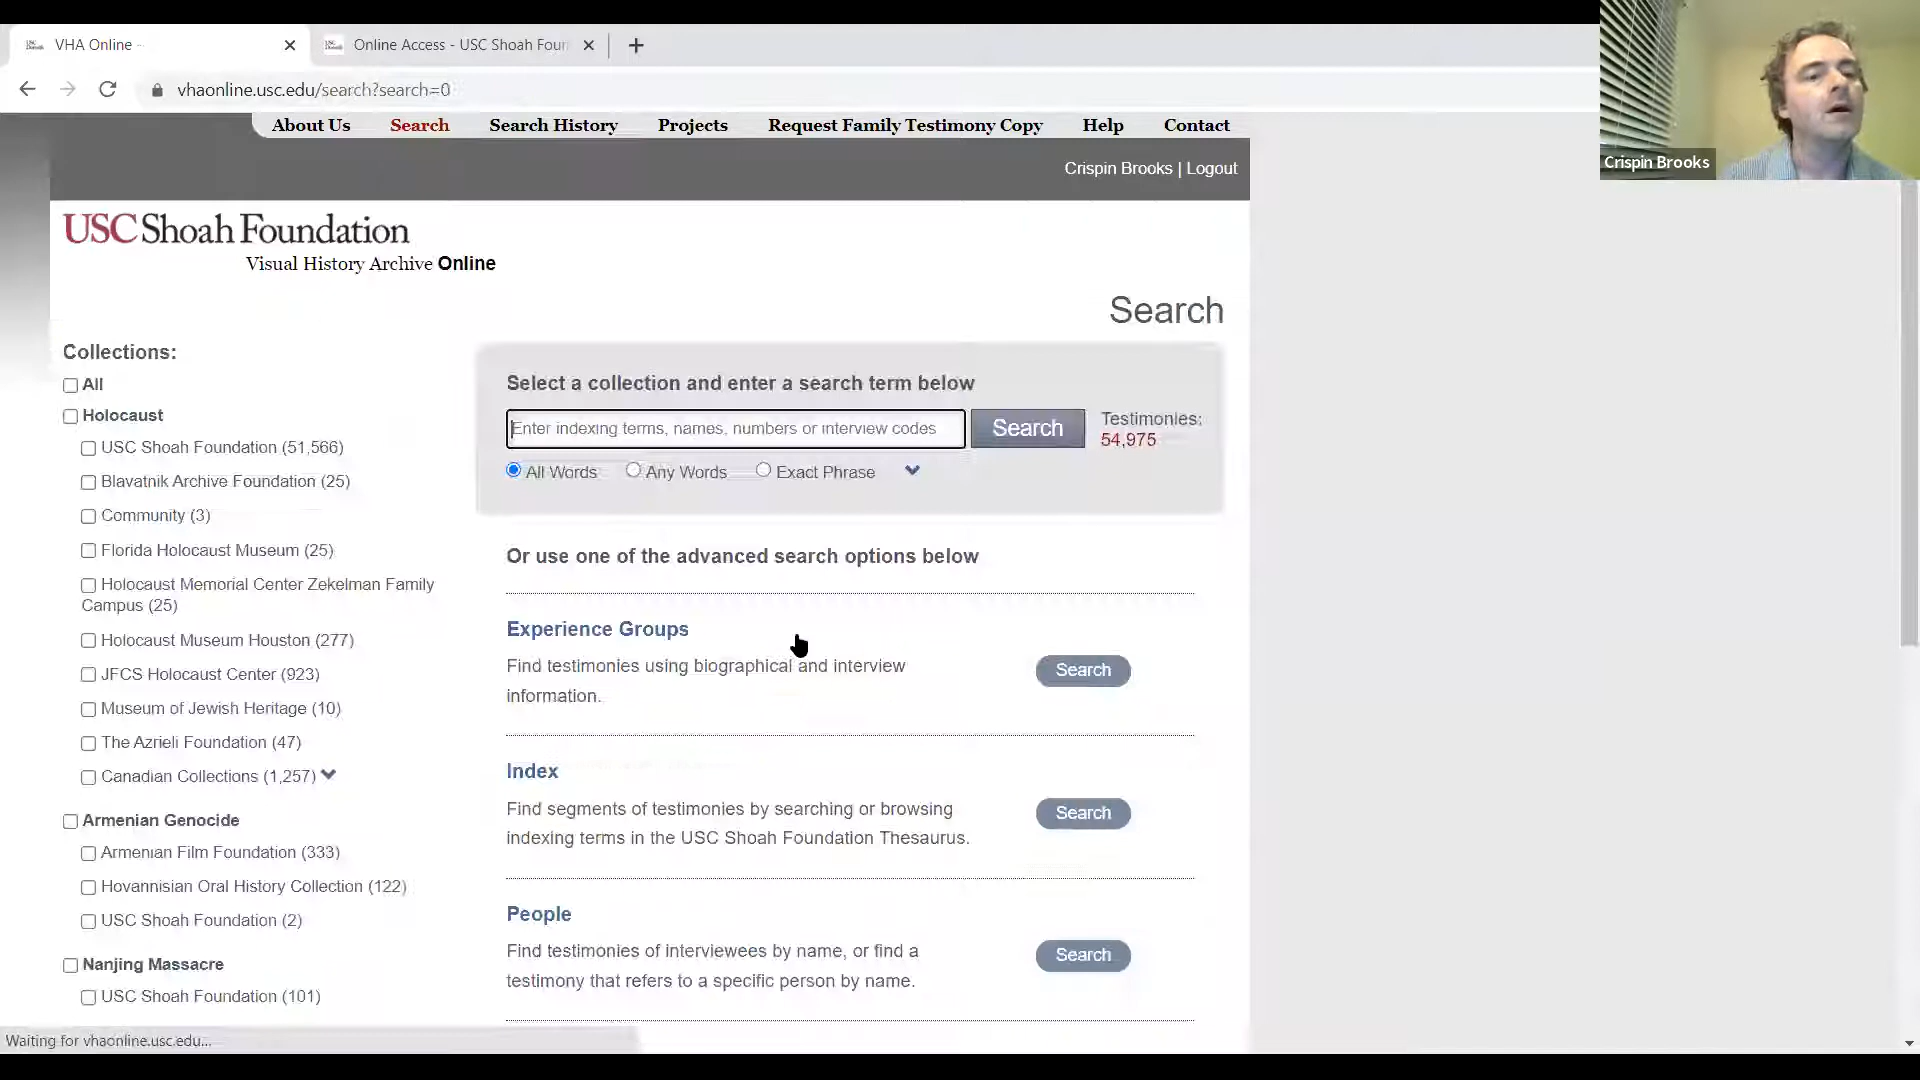 VHA Online -
Online Access - USC Shoah Foun
vhaonline.usc.edu/search?search=0
About Us Search Search History Projects Request Family Testimony Copy Help Contact
Crispin Brooks | Logout
Crispin Brooks
USC Shoah Foundation
Visual History Archive Online
Search
Collections:
All
Holocaust
USC Shoah Foundation (51,566)
Blavatnik Archive Foundation (25)
Community (3)
Florida Holocaust Museum (25)
Holocaust Memorial Center Zekelman Family
Campus (25)
Holocaust Museum Houston (277)
JFCS Holocaust Center (923)
Museum of Jewish Heritage (10)
The Azrieli Foundation (47)
Canadian Collections (1,257)
Armenian Genocide
Armenian Film Foundation (333)
Hovannisian Oral History Collection (122)
USC Shoah Foundation (2)
Nanjing Massacre
USC Shoah Foundation (101)
Select a collection and enter a search term below
Enter indexing terms, names, numbers or interview codes
Search
Testimonies:
54,975
All Words Any Words Exact Phrase
Or use one of the advanced search options below
Experience Groups
Find testimonies using biographical and interview
information.
Search
Index
Find segments of testimonies by searching or browsing
indexing terms in the USC Shoah Foundation Thesaurus.
Search
People
Find testimonies of interviewees by name, or find a
testimony that refers to a specific person by name.
Search
Waiting for vhaonline.usc.edu...